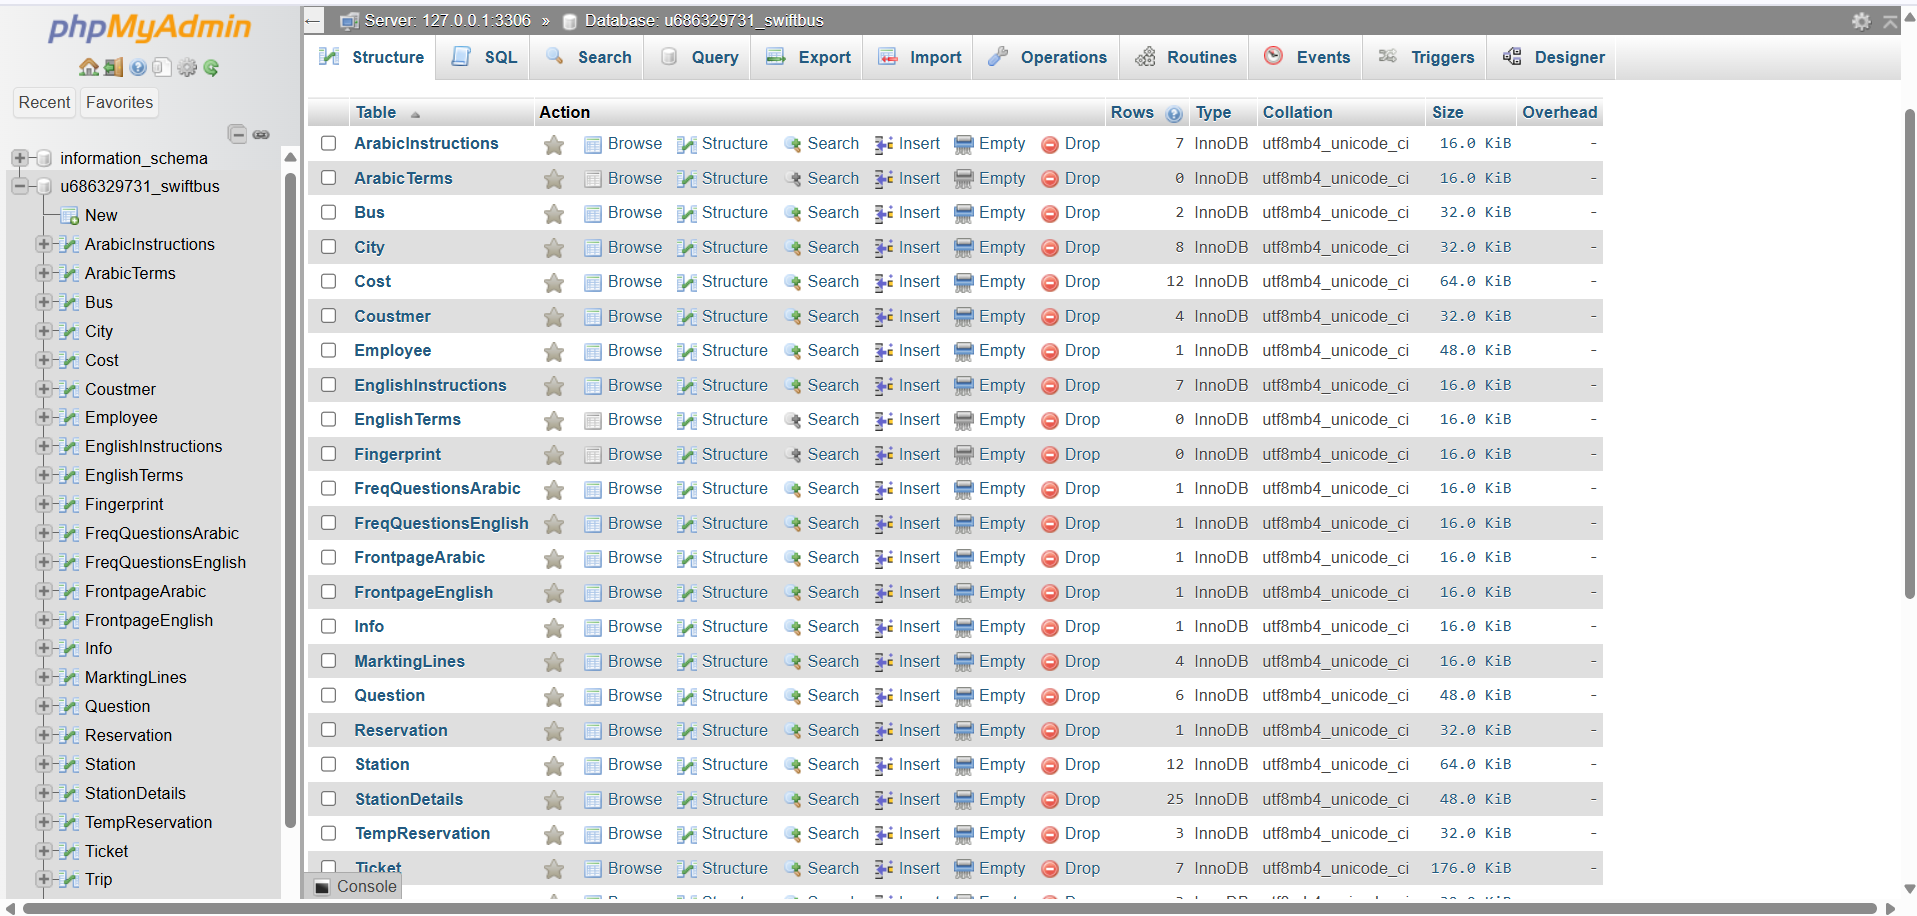 phpMyAdmin
Recent Favorites
information_schema
u686329731_swiftbus
New
ArabicInstructions
ArabicTerms
Bus
City
Cost
Coustmer
Employee
EnglishInstructions
EnglishTerms
Fingerprint
FreqQuestionsArabic
FreqQuestionsEnglish
FrontpageArabic
FrontpageEnglish
Info
MarktingLines
Question
Reservation
Station
StationDetails
TempReservation
Ticket
Trip
Server: 127.0.0.1:3306 » Database: u686329731_swiftbus
Structure SQL Search Query Export Import Operations Routines Events Triggers Designer
Table Action Rows Type Collation Size Overhead
ArabicInstructions Browse Structure Search Insert Empty Drop 7 InnoDB utf8mb4_unicode_ci 16.0 KiB -
ArabicTerms Browse Structure Search Insert Empty Drop 0 InnoDB utf8mb4_unicode_ci 16.0 KiB -
Bus Browse Structure Search Insert Empty Drop 2 InnoDB utf8mb4_unicode_ci 32.0 KiB -
City Browse Structure Search Insert Empty Drop 8 InnoDB utf8mb4_unicode_ci 32.0 KiB -
Cost Browse Structure Search Insert Empty Drop 12 InnoDB utf8mb4_unicode_ci 64.0 KiB -
Coustmer Browse Structure Search Insert Empty Drop 4 InnoDB utf8mb4_unicode_ci 32.0 KiB -
Employee Browse Structure Search Insert Empty Drop 1 InnoDB utf8mb4_unicode_ci 48.0 KiB -
EnglishInstructions Browse Structure Search Insert Empty Drop 7 InnoDB utf8mb4_unicode_ci 16.0 KiB -
EnglishTerms Browse Structure Search Insert Empty Drop 0 InnoDB utf8mb4_unicode_ci 16.0 KiB -
Fingerprint Browse Structure Search Insert Empty Drop 0 InnoDB utf8mb4_unicode_ci 16.0 KiB -
FreqQuestionsArabic Browse Structure Search Insert Empty Drop 1 InnoDB utf8mb4_unicode_ci 16.0 KiB -
FreqQuestionsEnglish Browse Structure Search Insert Empty Drop 1 InnoDB utf8mb4_unicode_ci 16.0 KiB -
FrontpageArabic Browse Structure Search Insert Empty Drop 1 InnoDB utf8mb4_unicode_ci 16.0 KiB -
FrontpageEnglish Browse Structure Search Insert Empty Drop 1 InnoDB utf8mb4_unicode_ci 16.0 KiB -
Info Browse Structure Search Insert Empty Drop 1 InnoDB utf8mb4_unicode_ci 16.0 KiB -
MarktingLines Browse Structure Search Insert Empty Drop 4 InnoDB utf8mb4_unicode_ci 16.0 KiB -
Question Browse Structure Search Insert Empty Drop 6 InnoDB utf8mb4_unicode_ci 48.0 KiB -
Reservation Browse Structure Search Insert Empty Drop 1 InnoDB utf8mb4_unicode_ci 32.0 KiB -
Station Browse Structure Search Insert Empty Drop 12 InnoDB utf8mb4_unicode_ci 64.0 KiB -
StationDetails Browse Structure Search Insert Empty Drop 25 InnoDB utf8mb4_unicode_ci 48.0 KiB -
TempReservation Browse Structure Search Insert Empty Drop 3 InnoDB utf8mb4_unicode_ci 32.0 KiB -
Ticket Browse Structure Search Insert Empty Drop 7 InnoDB utf8mb4_unicode_ci 176.0 KiB -
Console